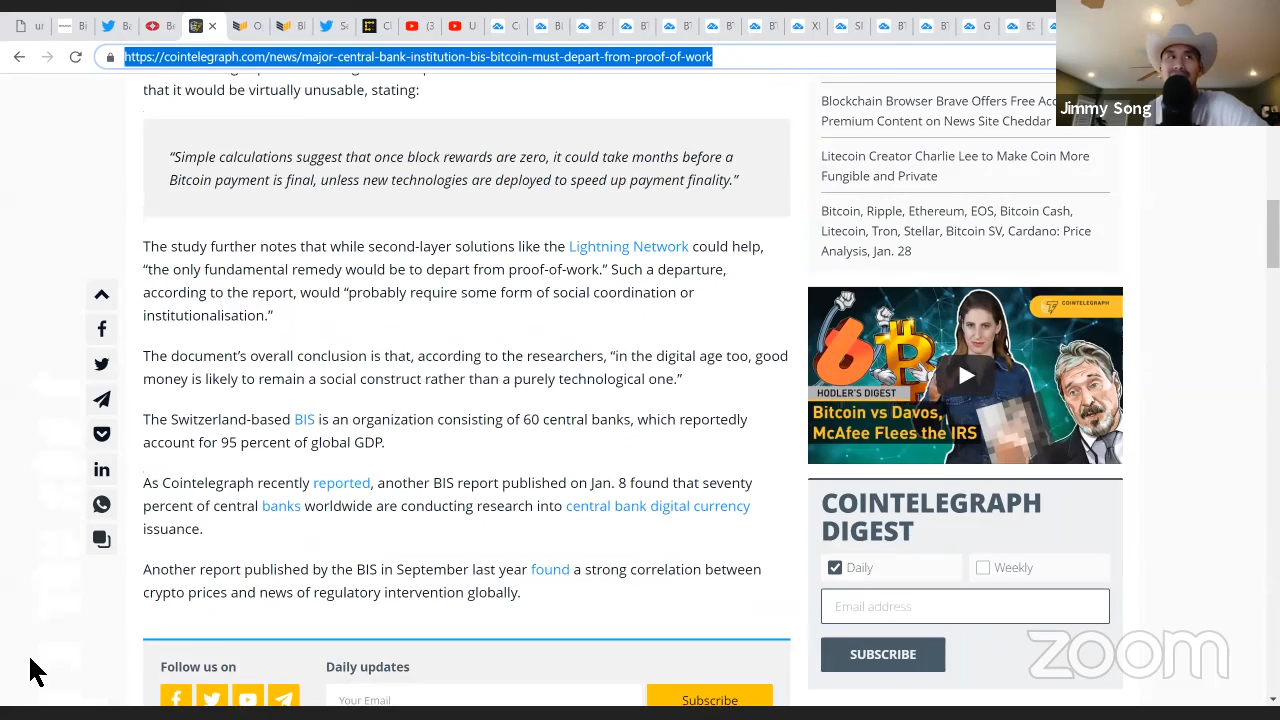 https://cointelegraph.com/news/major-central-bank-institution-bis-bitcoin-must-depart-from-proof-of-work
Jimmy Song
that it would be virtually unusable, stating:
“Simple calculations suggest that once block rewards are zero, it could take months before a
Bitcoin payment is final, unless new technologies are deployed to speed up payment finality.”
The study further notes that while second-layer solutions like the Lightning Network could help,
“the only fundamental remedy would be to depart from proof-of-work.” Such a departure,
according to the report, would “probably require some form of social coordination or
institutionalisation.”
The document’s overall conclusion is that, according to the researchers, “in the digital age too, good
money is likely to remain a social construct rather than a purely technological one.”
The Switzerland-based BIS is an organization consisting of 60 central banks, which reportedly
account for 95 percent of global GDP.
As Cointelegraph recently reported, another BIS report published on Jan. 8 found that seventy
percent of central banks worldwide are conducting research into central bank digital currency
issuance.
Another report published by the BIS in September last year found a strong correlation between
crypto prices and news of regulatory intervention globally.
Follow us on
Daily updates
Your Email
Subscribe
Blockchain Browser Brave Offers Free
Premium Content on News Site Cheddar
Litecoin Creator Charlie Lee to Make Coin More
Fungible and Private
Bitcoin, Ripple, Ethereum, EOS, Bitcoin Cash,
Litecoin, Tron, Stellar, Bitcoin SV, Cardano: Price
Analysis, Jan. 28
COINTELEGRAPH
HODLER'S DIGEST
Bitcoin vs Davos,
McAfee Flees the IRS
COINTELEGRAPH
DIGEST
Daily
Weekly
Email address
SUBSCRIBE
zoom